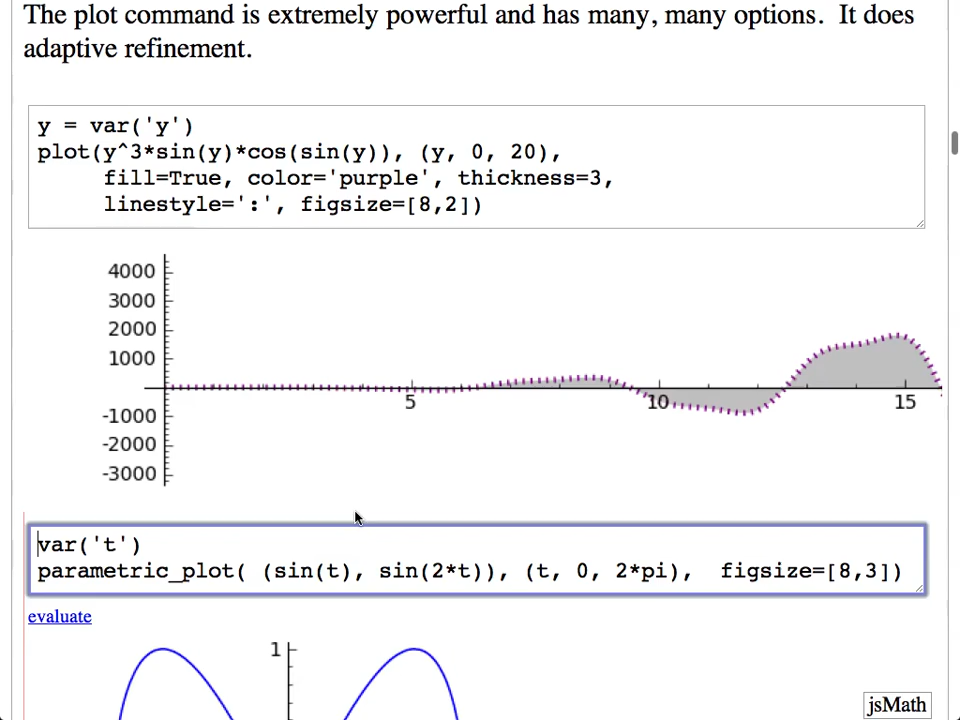 The plot command is extremely powerful and has many, many options.  It does
adaptive refinement.
y = var('y')
plot(y^3*sin(y)*cos(sin(y)), (y, 0, 20),
     fill=True, color='purple', thickness=3,
     linestyle=':', figsize=[8,2])
4000
3000
2000
1000
5 10 15
-1000
-2000
-3000
var('t')
parametric_plot( (sin(t), sin(2*t)), (t, 0, 2*pi),  figsize=[8,3])
evaluate
1
jsMath